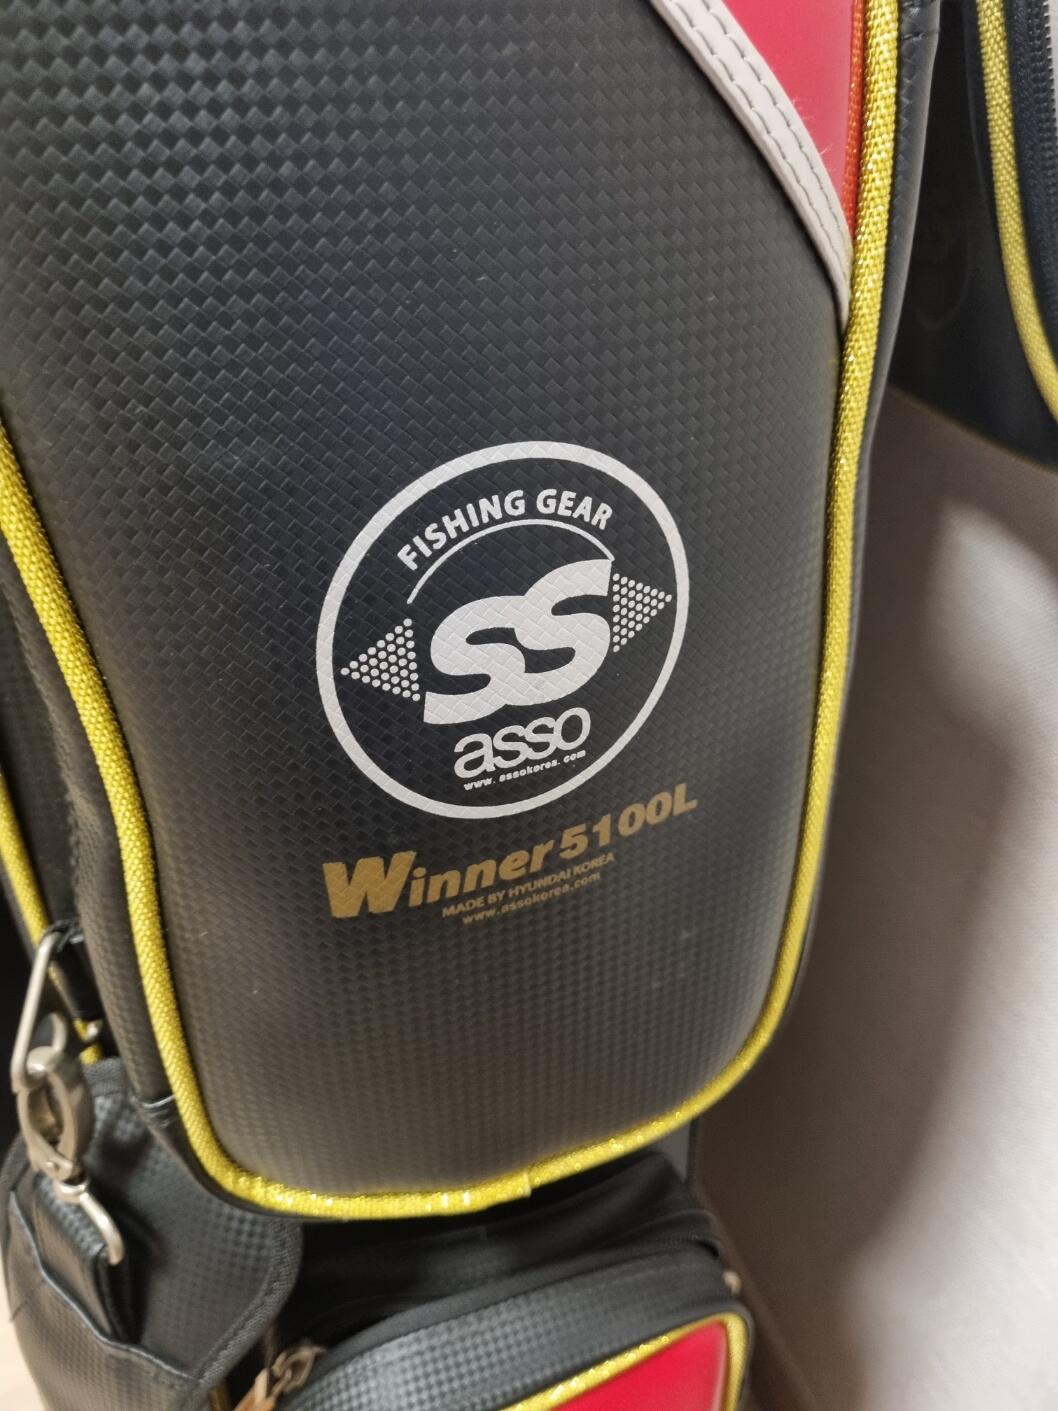 FISHING GEAR
SS
asso
www.assokorea.com
Winner 5100L
MADE BY HYUNDAI KOREA
www.assokorea.com